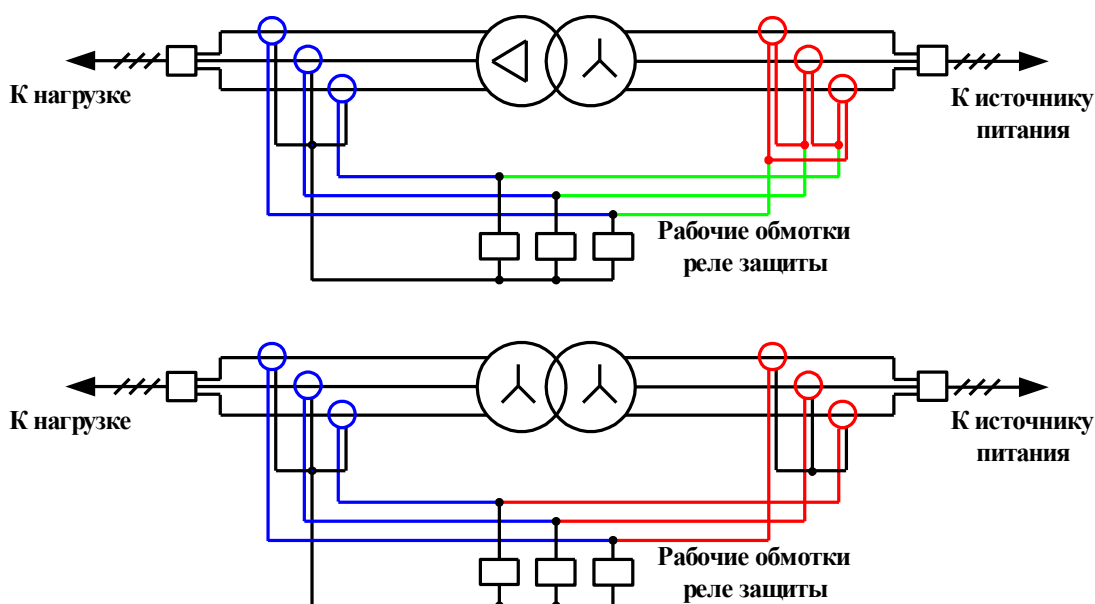 К нагрузке
К источнику
питания
Рабочие обмотки
реле защиты
К нагрузке
К источнику
питания
Рабочие обмотки
реле защиты